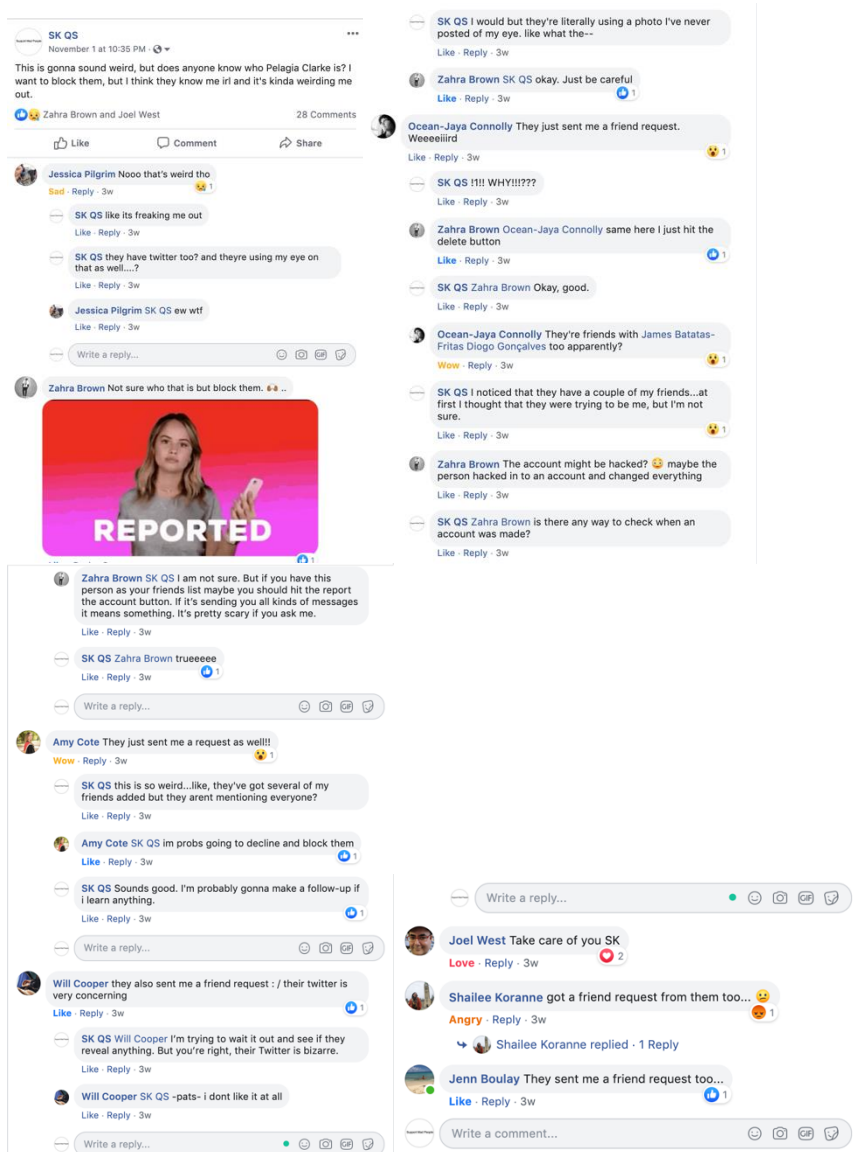 SK QS
November 1 at 10:35 PM ·
This is gonna sound weird, but does anyone know who Pelagia Clarke is? I
want to block them, but I think they know me irl and it's kinda weirding me
out.
Zahra Brown and Joel West
28 Comments
Like
Comment
Share
Jessica Pilgrim Nooo that's weird tho
1
Sad · Reply · 3w
SK QS like its freaking me out
Like · Reply · 3w
SK QS they have twitter too? and theyre using my eye on
that as well....?
Like · Reply · 3w
Jessica Pilgrim SK QS ew wtf
Like · Reply · 3w
Write a reply...
GIF
Zahra Brown Not sure who that is but block them. ..
REPORTED
1
SK QS I would but they're literally using a photo I've never
posted of my eye. like what the--
Like · Reply · 3w
Zahra Brown SK QS okay. Just be careful
1
Like · Reply · 3w
Ocean-Jaya Connolly They just sent me a friend request.
Weeeeiiird
1
Like · Reply · 3w
SK QS !1!! WHY!!!???
Like · Reply · 3w
Zahra Brown Ocean-Jaya Connolly same here I just hit the
delete button
1
Like · Reply · 3w
SK QS Zahra Brown Okay, good.
Like · Reply · 3w
Ocean-Jaya Connolly They're friends with James Batatas-
Fritas Diogo Gonçalves too apparently?
1
Wow · Reply · 3w
SK QS I noticed that they have a couple of my friends...at
first I thought that they were trying to be me, but I'm not
sure.
1
Like · Reply · 3w
Zahra Brown The account might be hacked? maybe the
person hacked in to an account and changed everything
Like · Reply · 3w
SK QS Zahra Brown is there any way to check when an
account was made?
Like · Reply · 3w
Zahra Brown SK QS I am not sure. But if you have this
person as your friends list maybe you should hit the report
the account button. If it's sending you all kinds of messages
it means something. It's pretty scary if you ask me.
Like · Reply · 3w
SK QS Zahra Brown trueeeee
1
Like · Reply · 3w
Write a reply...
GIF
Amy Cote They just sent me a request as well!!
1
Wow · Reply · 3w
SK QS this is so weird...like, they've got several of my
friends added but they arent mentioning everyone?
Like · Reply · 3w
Amy Cote SK QS im probs going to decline and block them
1
Like · Reply · 3w
SK QS Sounds good. I'm probably gonna make a follow-up if
i learn anything.
1
Like · Reply · 3w
Write a reply...
GIF
Will Cooper they also sent me a friend request : / their twitter is
very concerning
1
Like · Reply · 3w
SK QS Will Cooper I'm trying to wait it out and see if they
reveal anything. But you're right, their Twitter is bizarre.
Like · Reply · 3w
Will Cooper SK QS -pats- i dont like it at all
Like · Reply · 3w
Write a reply...
GIF
Write a reply...
GIF
Joel West Take care of you SK
2
Love · Reply · 3w
Shailee Koranne got a friend request from them too...
1
Angry · Reply · 3w
Shailee Koranne replied · 1 Reply
Jenn Boulay They sent me a friend request too...
1
Like · Reply · 3w
Write a comment...
GIF